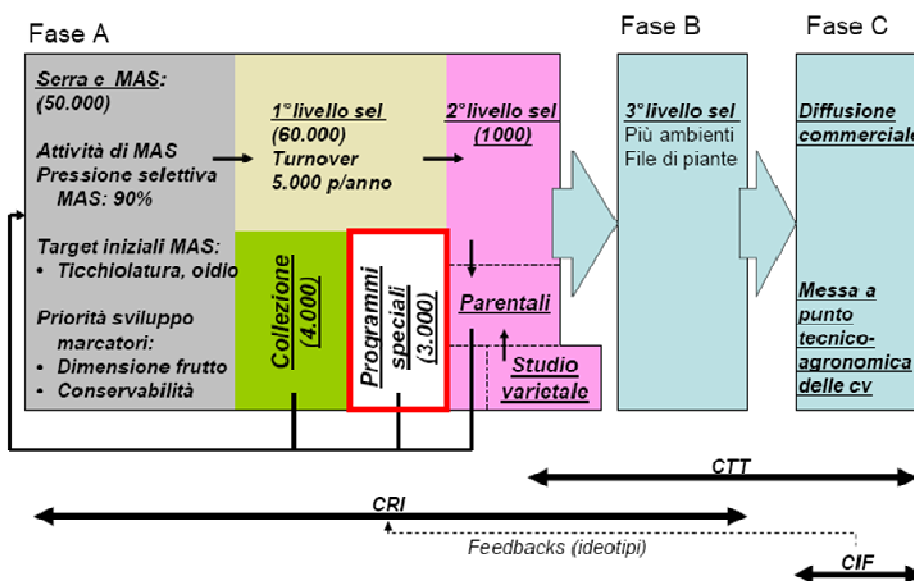 Fase A
Fase B
Fase C
Serra e MAS:
(50.000)
Attività di MAS
Pressione selettiva
MAS: 90%
Target iniziali MAS:
• Ticchiolatura, oidio
Priorità sviluppo
marcatori:
• Dimensione frutto
• Conservabilità
1° livello sel
(60.000)
Turnover
5.000 p/anno
2° livello sel
(1000)
Collezione
(4.000)
Programmi
speciali
(3.000)
Parentali
Studio
varietale
3° livello sel
Più ambienti
File di piante
Diffusione
commerciale
Messa a
punto
tecnico-
agronomica
delle cv
CTT
CRI
Feedbacks (ideotipi)
CIF